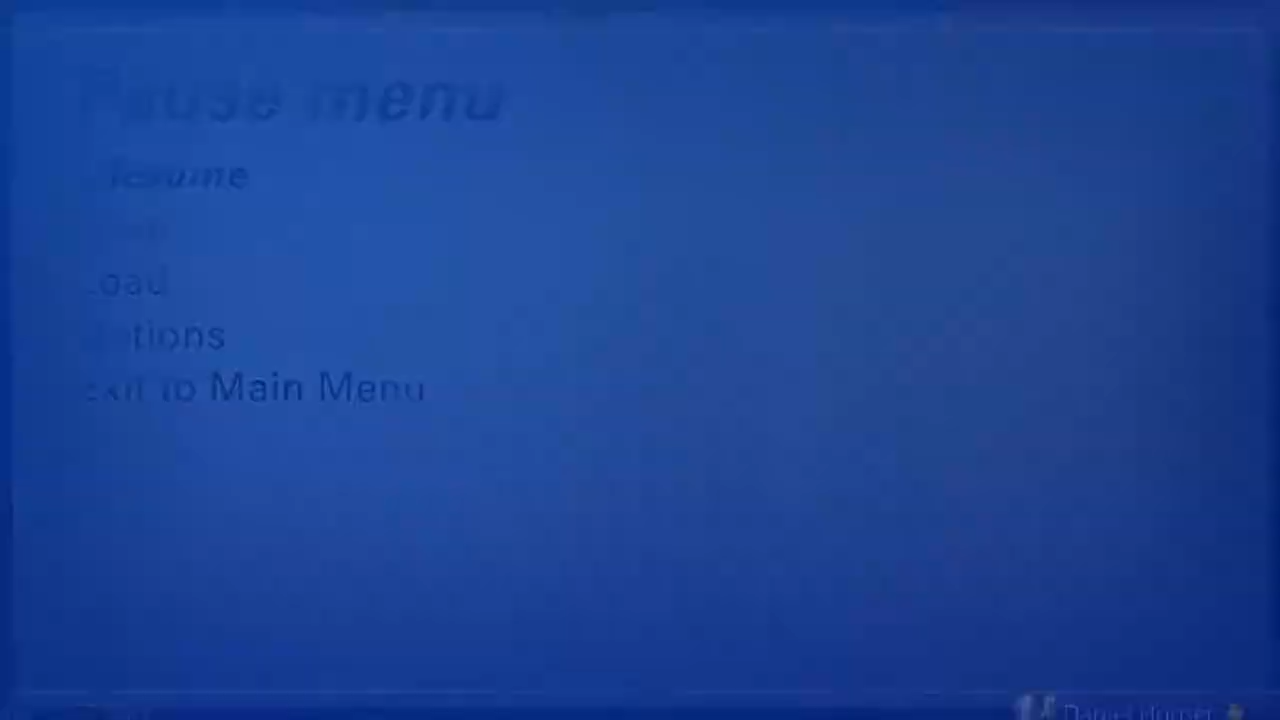 Pause menu
Resume
Load
Options
Exit to Main Menu